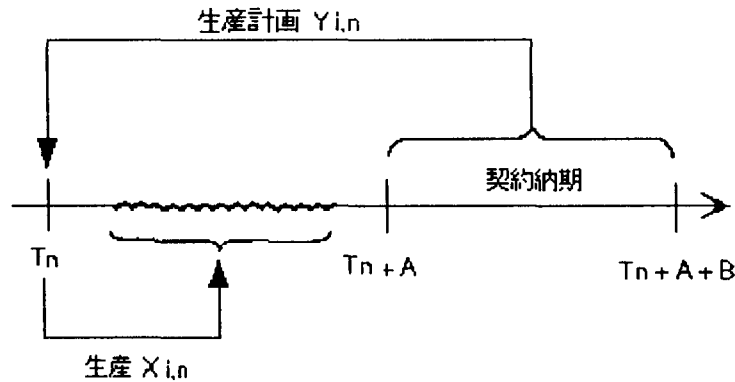 生産計画 Yi,n
契約納期
Tn
Tn+A
Tn+A+B
生産 Xi,n